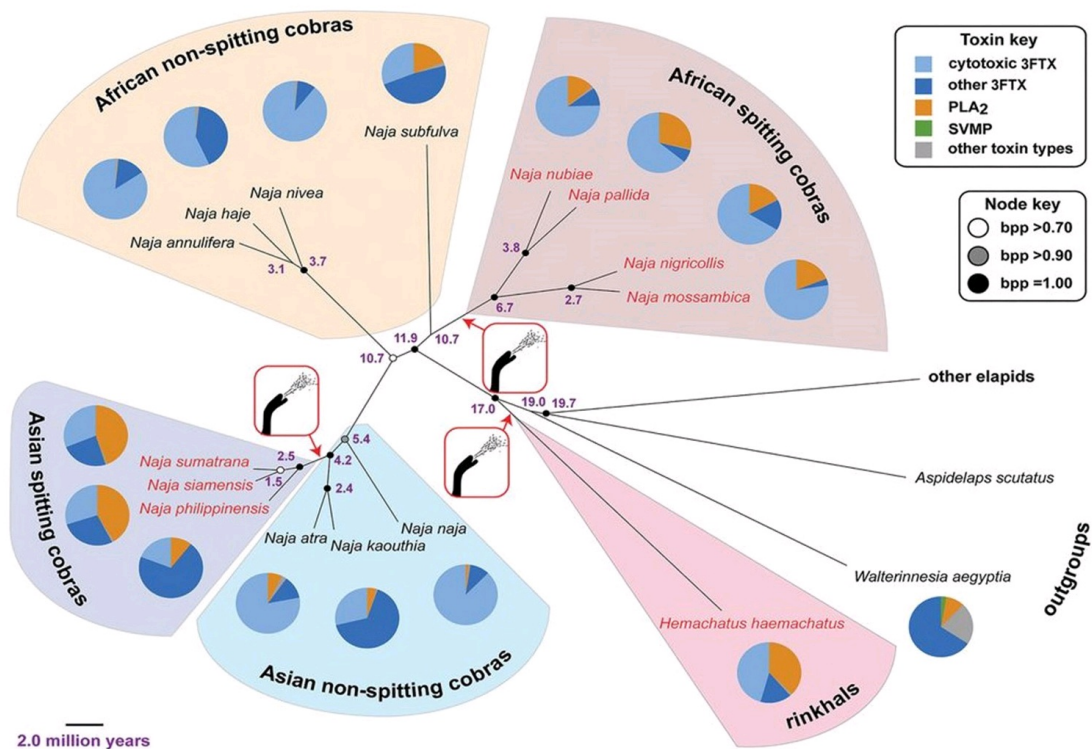 African non-spitting cobras
Naja subfulva
Naja nivea
Naja haje
Naja annulifera
3.1
3.7
African spitting cobras
Naja nubiae
Naja pallida
3.8
Naja nigricollis
Naja mossambica
6.7
2.7
11.9
10.7
10.7
Toxin key
cytotoxic 3FTX
other 3FTX
PLA2
SVMP
other toxin types
Node key
bpp >0.70
bpp >0.90
bpp =1.00
17.0
19.0
19.7
other elapids
Aspidelaps scutatus
Walterinnesia aegyptia
outgroups
Hemachatus haemachatus
rinkhals
5.4
4.2
2.5
1.5
2.4
Naja sumatrana
Naja siamensis
Naja philippinensis
Asian spitting cobras
Naja atra
Naja kaouthia
Naja naja
Asian non-spitting cobras
2.0 million years